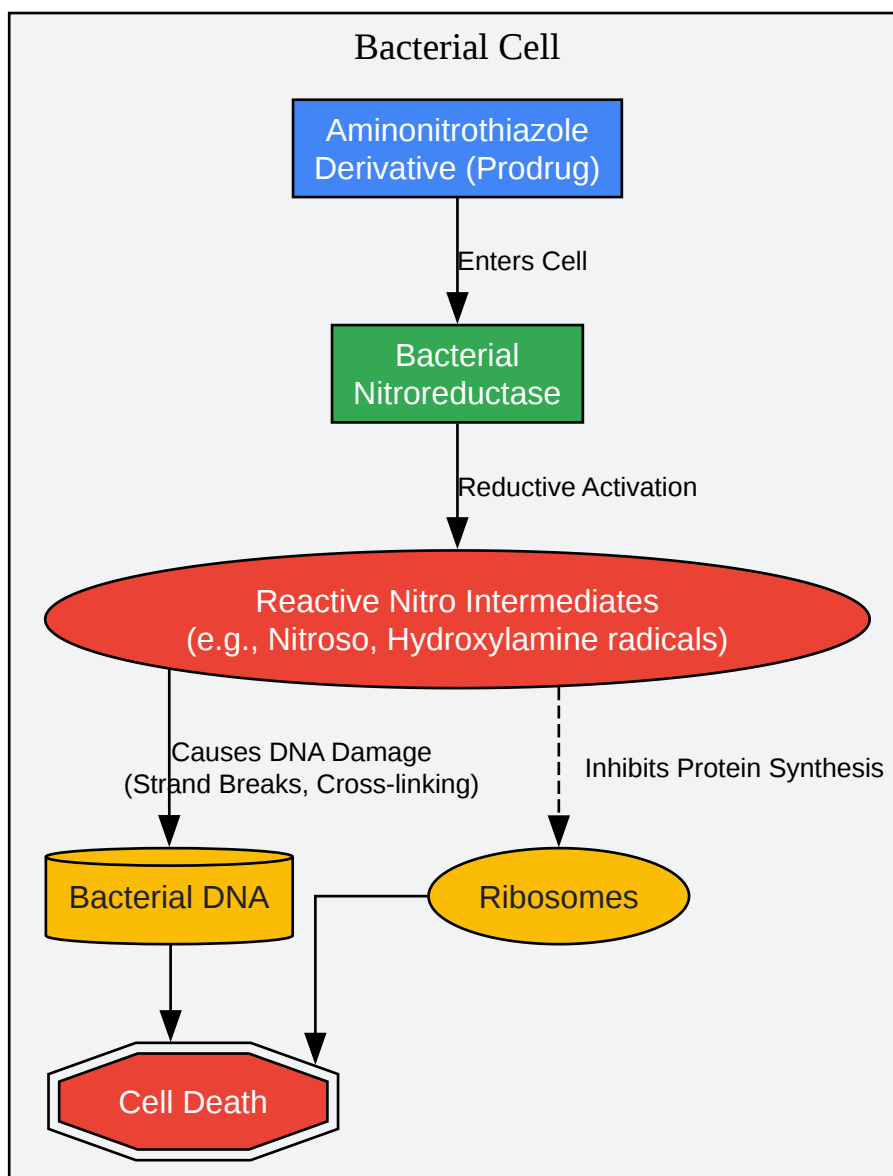 Bacterial Cell
Aminonitrothiazole
Derivative (Prodrug)
Enters Cell
Bacterial
Nitroreductase
Reductive Activation
Reactive Nitro Intermediates
(e.g., Nitroso, Hydroxylamine radicals)
Causes DNA Damage
(Strand Breaks, Cross-linking)
Inhibits Protein Synthesis
Bacterial DNA
Ribosomes
Cell Death